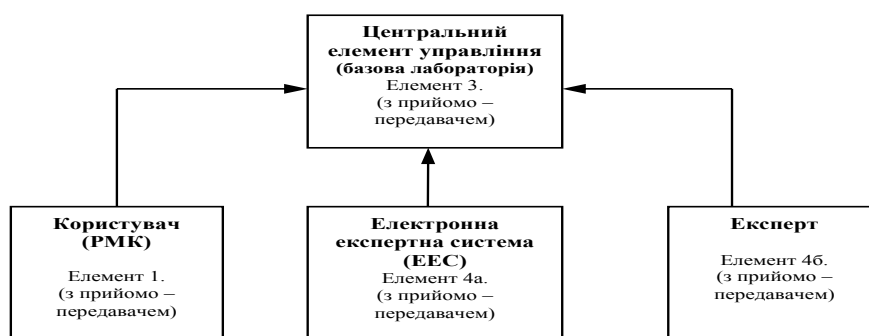 Центральний
елемент управління
(базова лабораторія)
Елемент 3.
(з прийомо –
передавачем)
Користувач
(РМК)
Елемент 1.
(з прийомо –
передавачем)
Електронна
експертна система
(ЕЕС)
Елемент 4а.
(з прийомо –
передавачем)
Експерт
Елемент 4б.
(з прийомо –
передавачем)